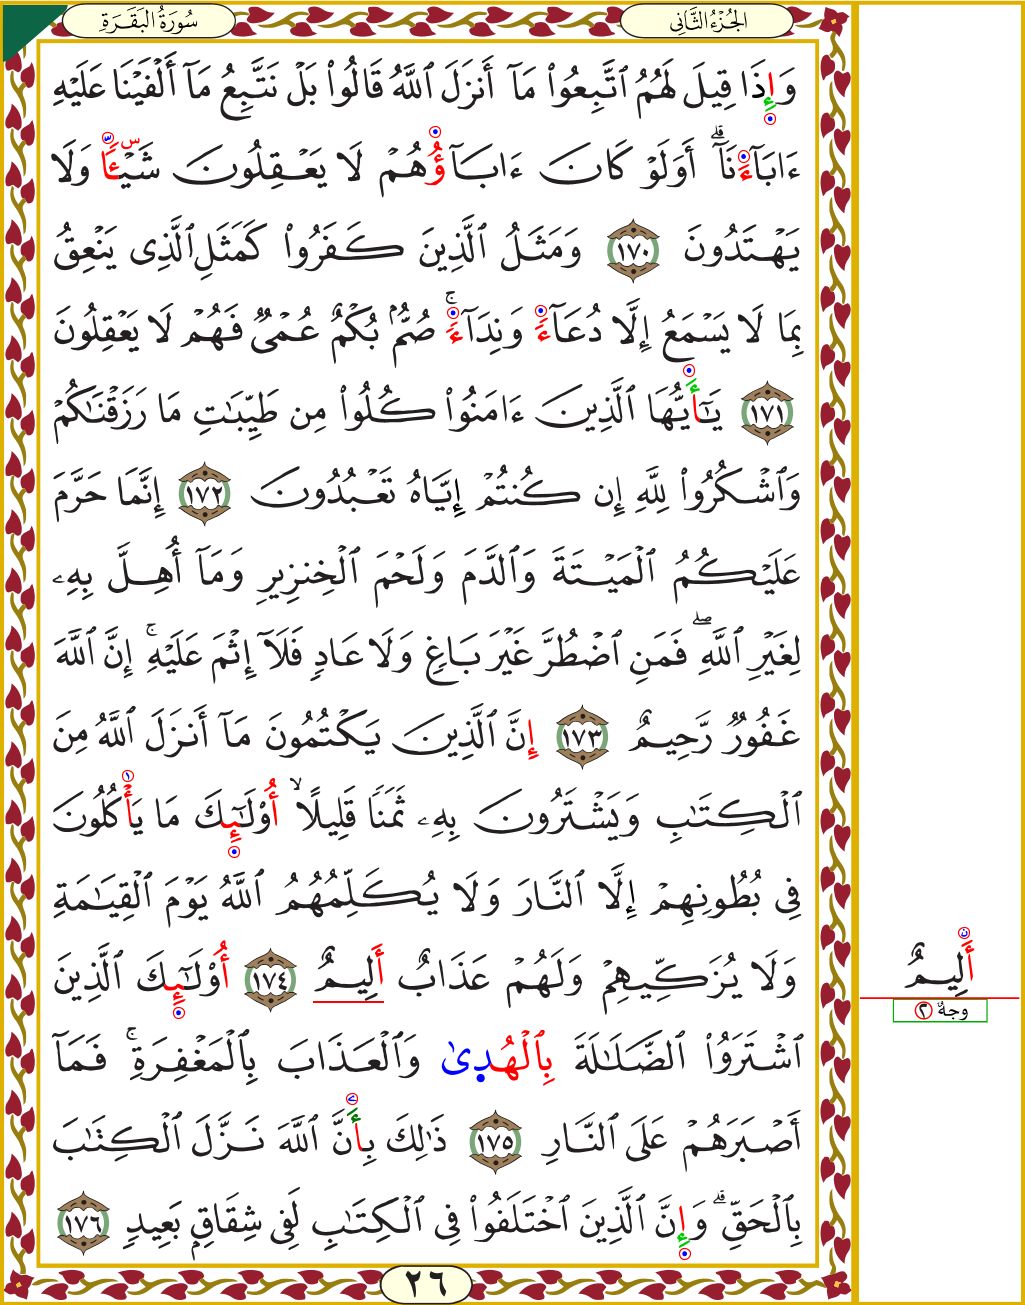 الجُزْءُ الثَّانِى
سُورَةُ البَقَرَةِ
وَإِذَا قِيلَ لَهُمُ ٱتَّبِعُوا۟ مَآ أَنزَلَ ٱللَّهُ قَالُوا۟ بَلْ نَتَّبِعُ مَآ أَلْفَيْنَا عَلَيْهِ
ءَابَآءَنَآ ۗ أَوَلَوْ كَانَ ءَابَآؤُهُمْ لَا يَعْقِلُونَ شَيْـًٔا وَلَا
يَهْتَدُونَ ١٧٠ وَمَثَلُ ٱلَّذِينَ كَفَرُوا۟ كَمَثَلِ ٱلَّذِى يَنْعِقُ
بِمَا لَا يَسْمَعُ إِلَّا دُعَآءً وَنِدَآءً ۚ صُمٌّۢ بُكْمٌ عُمْىٌ فَهُمْ لَا يَعْقِلُونَ
١٧١ يَـٰٓأَيُّهَا ٱلَّذِينَ ءَامَنُوا۟ كُلُوا۟ مِن طَيِّبَـٰتِ مَا رَزَقْنَـٰكُمْ
وَٱشْكُرُوا۟ لِلَّهِ إِن كُنتُمْ إِيَّاهُ تَعْبُدُونَ ١٧٢ إِنَّمَا حَرَّمَ
عَلَيْكُمُ ٱلْمَيْتَةَ وَٱلدَّمَ وَلَحْمَ ٱلْخِنزِيرِ وَمَآ أُهِلَّ بِهِۦ
لِغَيْرِ ٱللَّهِ ۖ فَمَنِ ٱضْطُرَّ غَيْرَ بَاغٍ وَلَا عَادٍ فَلَآ إِثْمَ عَلَيْهِ ۚ إِنَّ ٱللَّهَ
غَفُورٌ رَّحِيمٌ ١٧٣ إِنَّ ٱلَّذِينَ يَكْتُمُونَ مَآ أَنزَلَ ٱللَّهُ مِنَ
ٱلْكِتَـٰبِ وَيَشْتَرُونَ بِهِۦ ثَمَنًا قَلِيلًا ۙ أُو۟لَـٰٓئِكَ مَا يَأْكُلُونَ
فِى بُطُونِهِمْ إِلَّا ٱلنَّارَ وَلَا يُكَلِّمُهُمُ ٱللَّهُ يَوْمَ ٱلْقِيَـٰمَةِ
وَلَا يُزَكِّيهِمْ وَلَهُمْ عَذَابٌ أَلِيمٌ ١٧٤ أُو۟لَـٰٓئِكَ ٱلَّذِينَ
ٱشْتَرَوُا۟ ٱلضَّلَـٰلَةَ بِٱلْهُدِىٰ وَٱلْعَذَابَ بِٱلْمَغْفِرَةِ ۚ فَمَآ
أَصْبَرَهُمْ عَلَى ٱلنَّارِ ١٧٥ ذَٰلِكَ بِأَنَّ ٱللَّهَ نَزَّلَ ٱلْكِتَـٰبَ
بِٱلْحَقِّ ۗ وَإِنَّ ٱلَّذِينَ ٱخْتَلَفُوا۟ فِى ٱلْكِتَـٰبِ لَفِى شِقَاقٍۭ بَعِيدٍ ١٧٦
٢٦
أَلِيمٌ
وجهٌ ٢